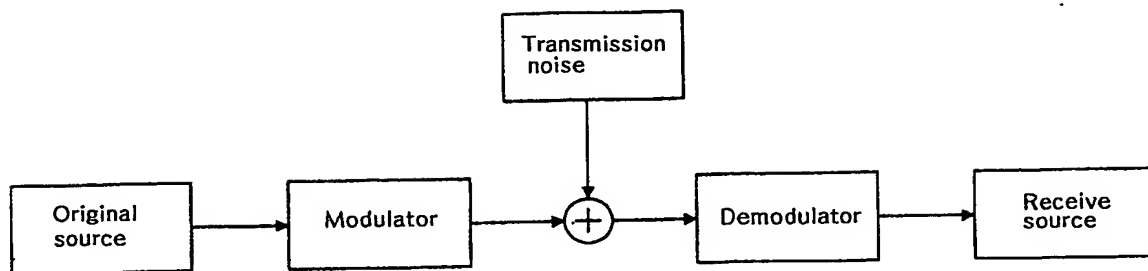 Transmission
noise
Original
source
Modulator
+
Demodulator
Receive
source